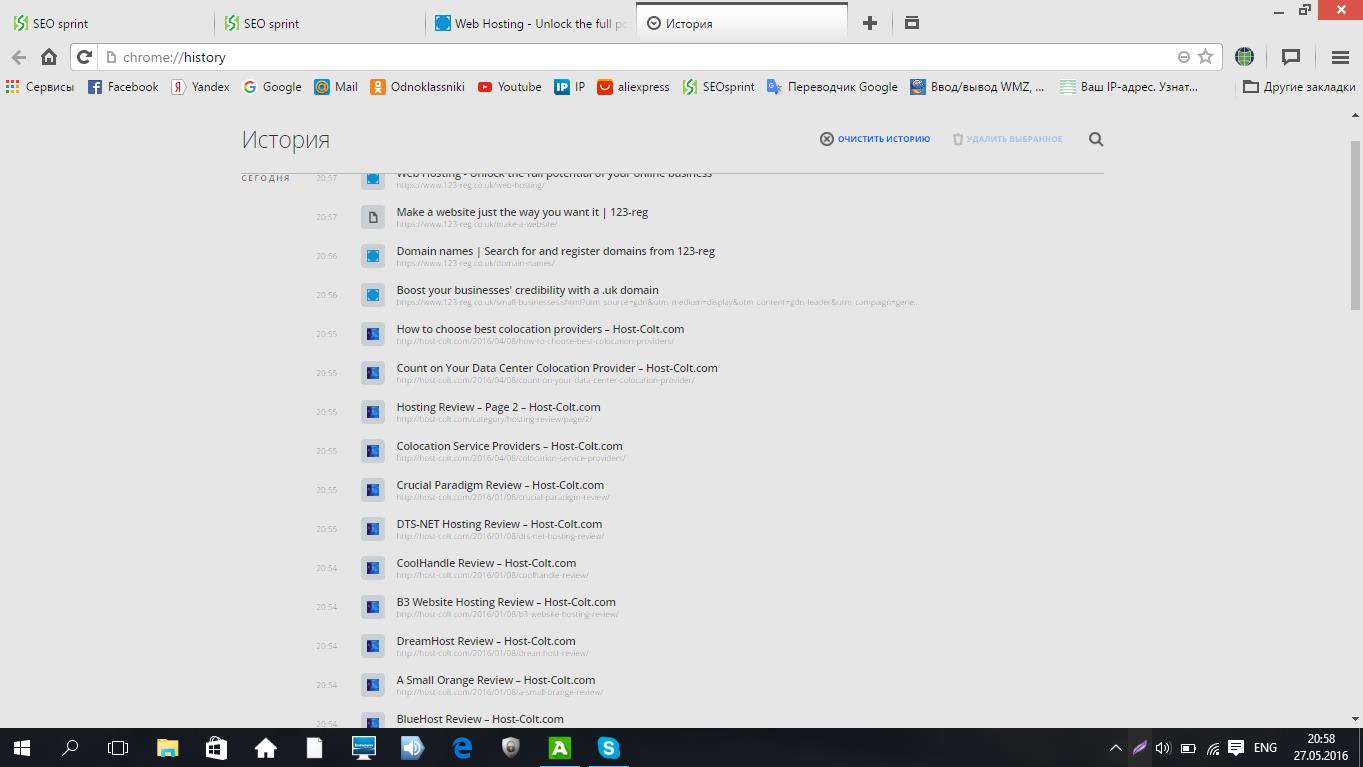 SEO sprint
SEO sprint
Web Hosting - Unlock the full po
История
chrome://history
Сервисы
Facebook
Yandex
Google
Mail
Odnoklassniki
Youtube
IP
aliexpress
SEOsprint
Переводчик Google
Ввод/вывод WMZ, ...
Ваш IP-адрес. Узнат...
Другие закладки
История
ОЧИСТИТЬ ИСТОРИЮ
УДАЛИТЬ ВЫБРАННОЕ
СЕГОДНЯ
20:57
Web Hosting - Unlock the full potential of your online business
https://www.123-reg.co.uk/web-hosting/
20:57
Make a website just the way you want it | 123-reg
https://www.123-reg.co.uk/make-a-website/
20:56
Domain names | Search for and register domains from 123-reg
https://www.123-reg.co.uk/domain-names/
20:56
Boost your businesses' credibility with a .uk domain
https://www.123-reg.co.uk/small-businesses.shtml?utm_source=gdn&utm_medium=display&utm_content=gdn_leader&utm_campaign=gene...
20:55
How to choose best colocation providers – Host-Colt.com
http://host-colt.com/2016/04/08/how-to-choose-best-colocation-providers/
20:55
Count on Your Data Center Colocation Provider – Host-Colt.com
http://host-colt.com/2016/04/08/count-on-your-data-center-colocation-provider/
20:55
Hosting Review – Page 2 – Host-Colt.com
http://host-colt.com/category/hosting-review/page/2/
20:55
Colocation Service Providers – Host-Colt.com
http://host-colt.com/2016/04/08/colocation-service-providers/
20:55
Crucial Paradigm Review – Host-Colt.com
http://host-colt.com/2016/01/08/crucial-paradigm-review/
20:55
DTS-NET Hosting Review – Host-Colt.com
http://host-colt.com/2016/01/08/dts-net-hosting-review/
20:54
CoolHandle Review – Host-Colt.com
http://host-colt.com/2016/01/08/coolhandle-review/
20:54
B3 Website Hosting Review – Host-Colt.com
http://host-colt.com/2016/01/08/b3-website-hosting-review/
20:54
DreamHost Review – Host-Colt.com
http://host-colt.com/2016/01/08/dreamhost-review/
20:54
A Small Orange Review – Host-Colt.com
http://host-colt.com/2016/01/08/a-small-orange-review/
20:54
BlueHost Review – Host-Colt.com
ENG
20:58
27.05.2016